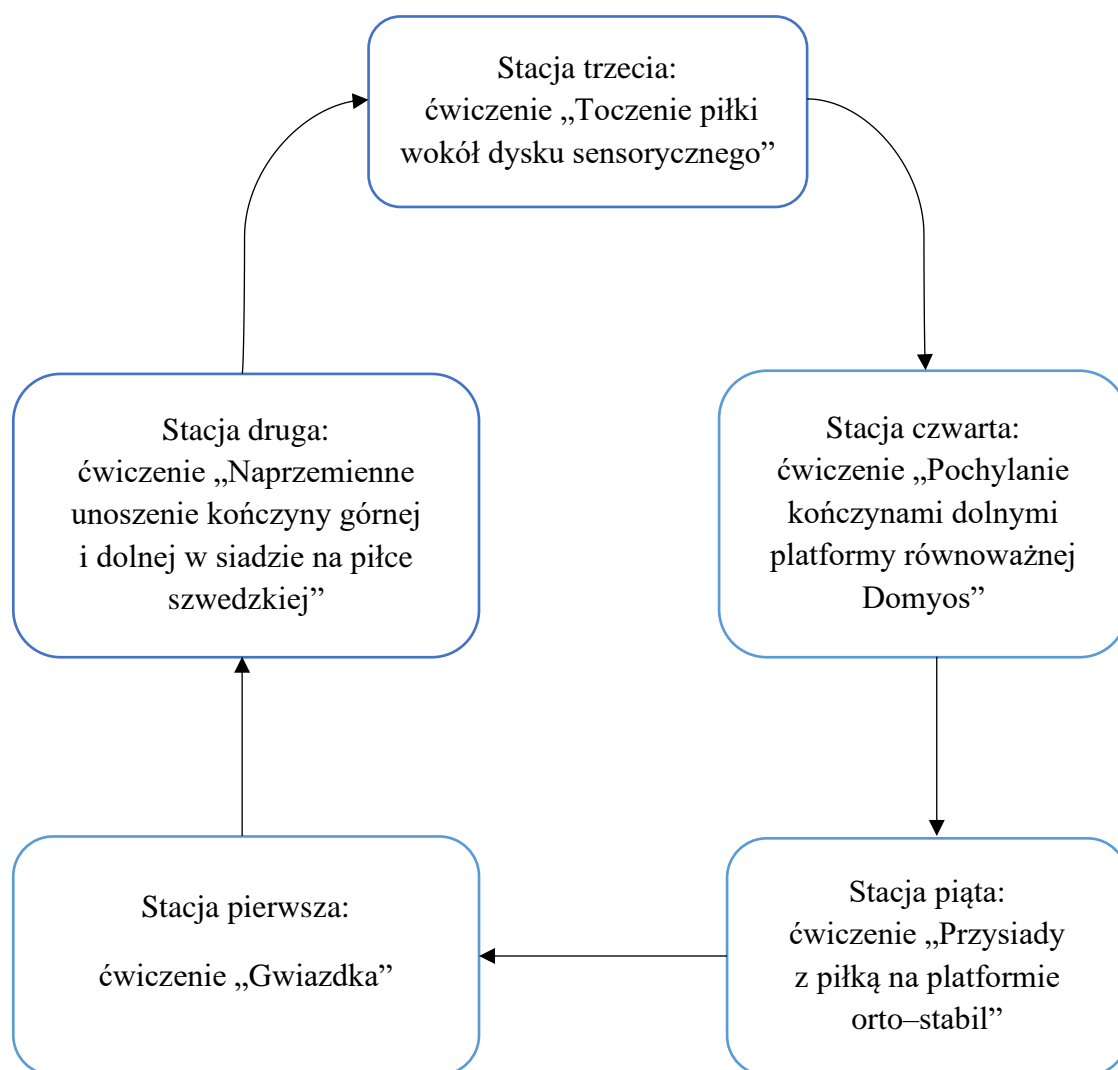 Stacja trzecia:
ćwiczenie „Toczenie piłki
wokół dysku sensorycznego”
Stacja druga:
ćwiczenie „Naprzemienne
unoszenie kończyny górnej
i dolnej w siadzie na piłce
szwedzkiej”
Stacja czwarta:
ćwiczenie „Pochylanie
kończynami dolnymi
platformy równoważnej
Domyos”
Stacja pierwsza:
ćwiczenie „Gwiazdka”
Stacja piąta:
ćwiczenie „Przysiady
z piłką na platformie
orto–stabil”